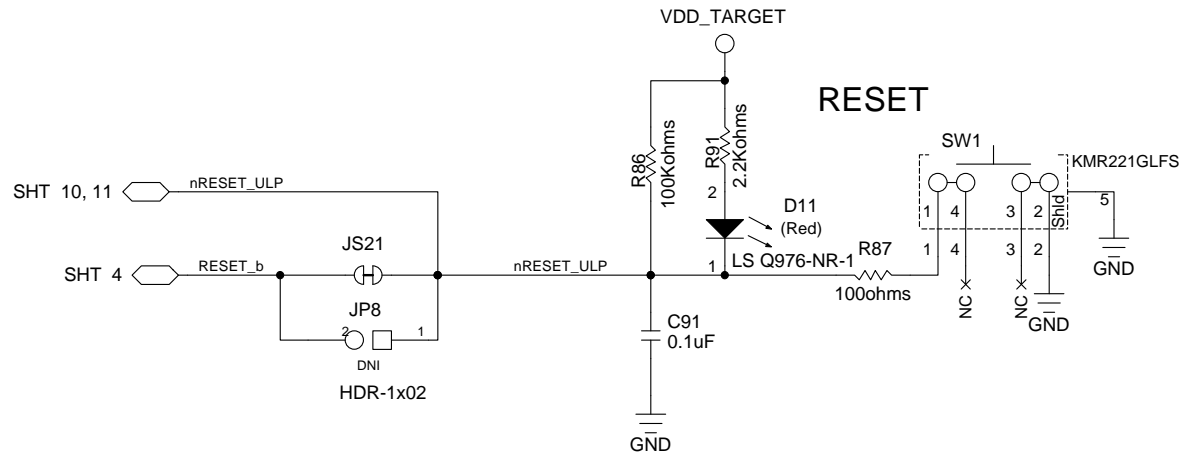 VDD_TARGET
RESET
R86
100Kohms
R91
2.2Kohms
SW1
KMR221GLFS
1 4 3 2
Shld
5
GND
SHT 10, 11
nRESET_ULP
2
D11
(Red)
1
LS Q976-NR-1
R87
100ohms
1 4 3 2
NC
NC
GND
SHT 4
RESET_b
JS21
nRESET_ULP
JP8
2
1
DNI
HDR-1x02
C91
0.1uF
GND